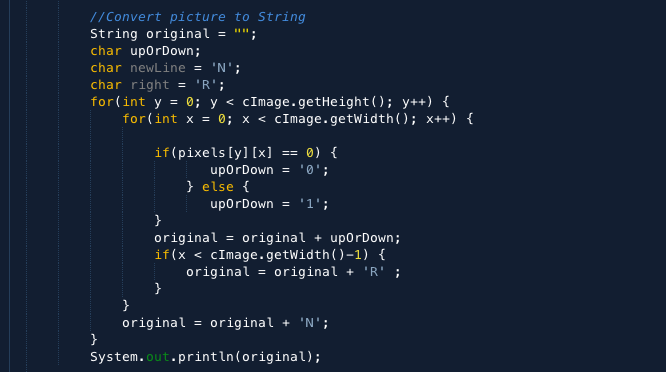 //Convert picture to String
String original = "";
char upOrDown;
char newLine = 'N';
char right = 'R';
for(int y = 0; y < cImage.getHeight(); y++) {
for(int x = 0; x < cImage.getWidth(); x++) {
if(pixels[y][x] == 0) {
upOrDown = '0';
} else {
upOrDown = '1';
}
original = original + upOrDown;
if(x < cImage.getWidth()-1) {
original = original + 'R' ;
}
}
original = original + 'N';
}
System.out.println(original);